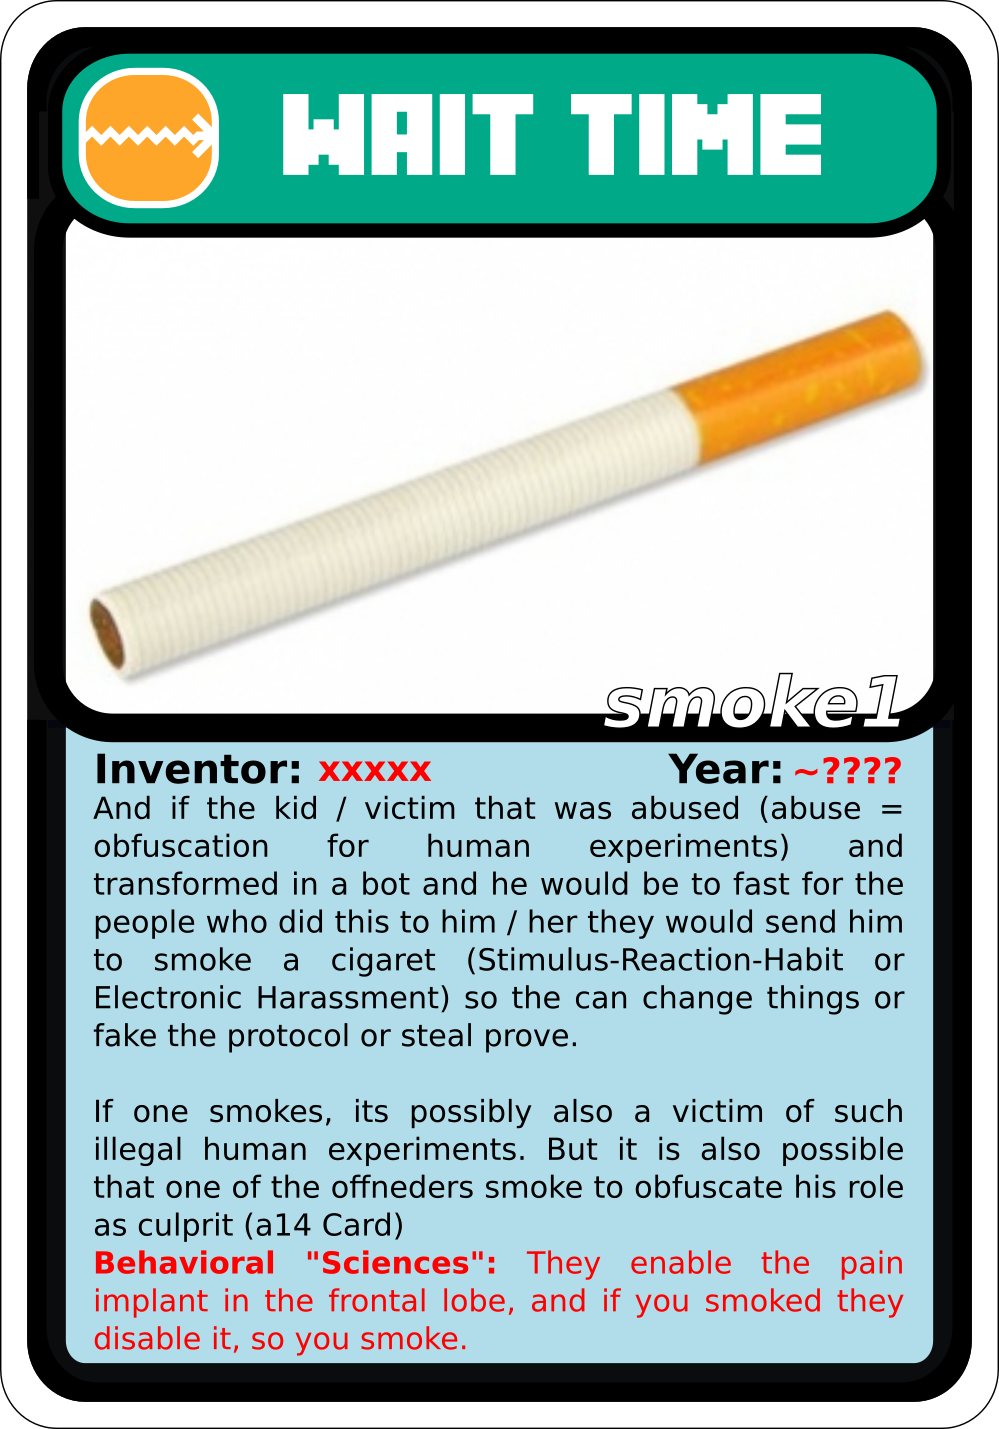 WAIT TIME
smoke1
Inventor: xxxxx Year: ~????
And if the kid / victim that was abused (abuse =
obfuscation for human experiments) and
transformed in a bot and he would be to fast for the
people who did this to him / her they would send him
to smoke a cigaret (Stimulus-Reaction-Habit or
Electronic Harassment) so the can change things or
fake the protocol or steal prove.
If one smokes, its possibly also a victim of such
illegal human experiments. But it is also possible
that one of the offneders smoke to obfuscate his role
as culprit (a14 Card)
Behavioral "Sciences": They enable the pain
implant in the frontal lobe, and if you smoked they
disable it, so you smoke.